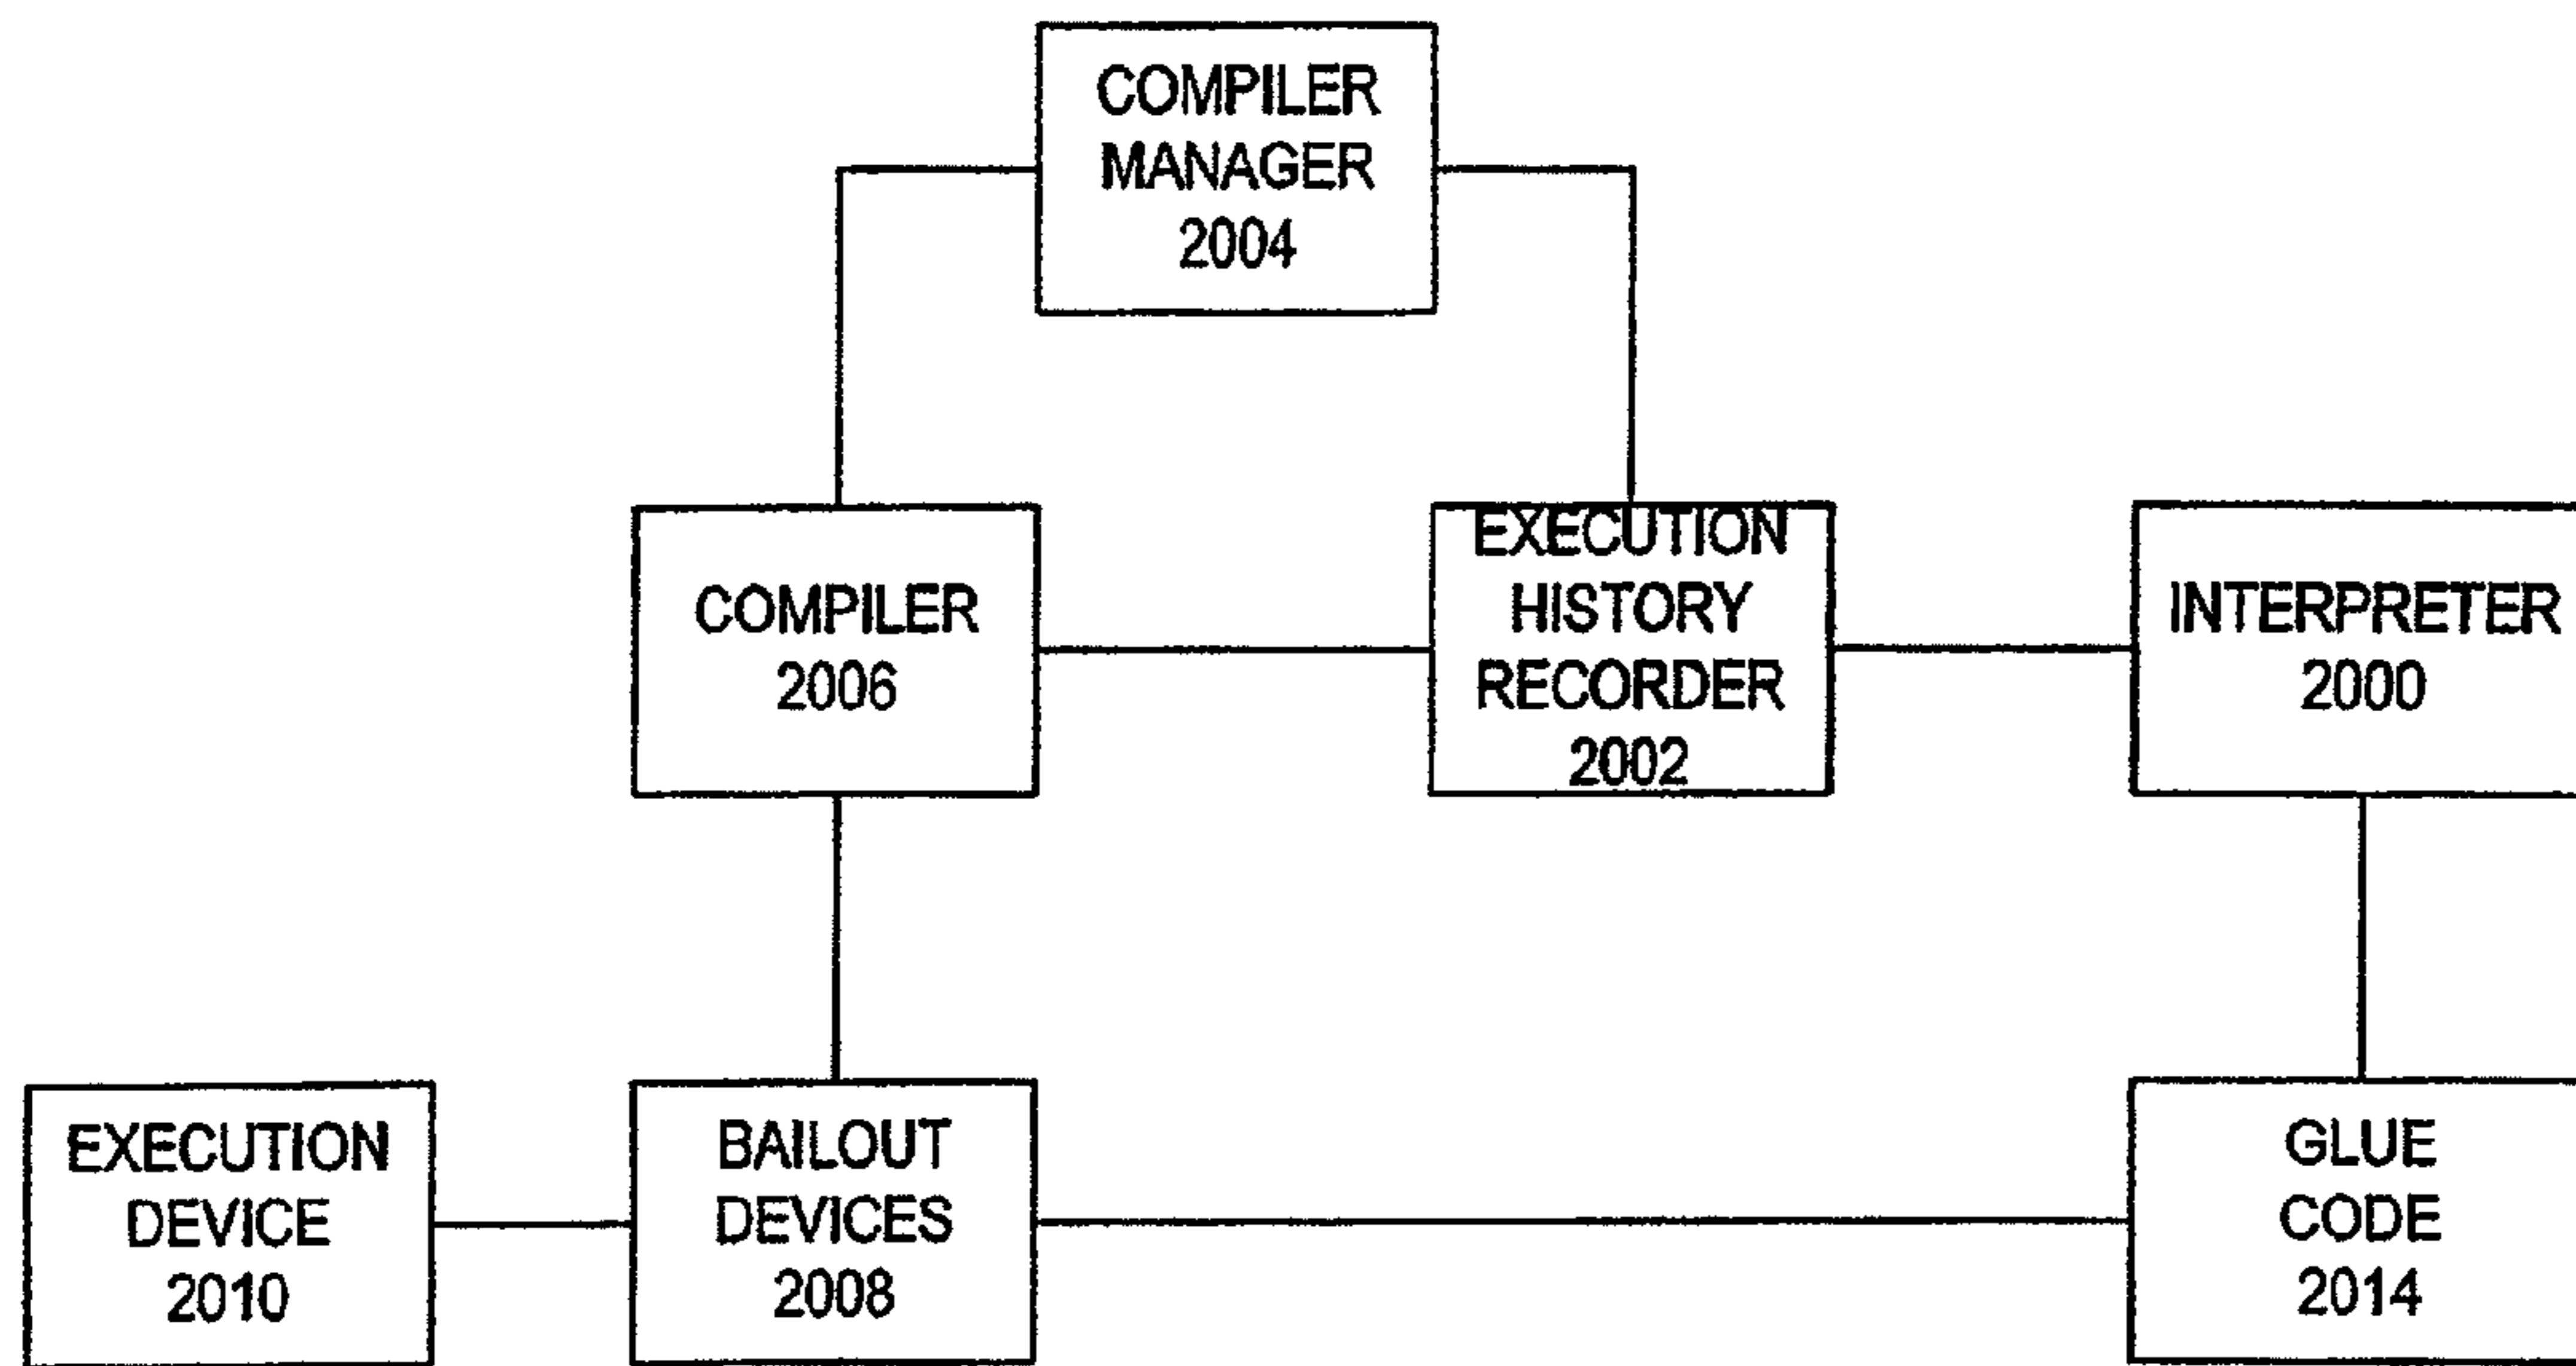 COMPILER
MANAGER
2004
COMPILER
2006
EXECUTION
HISTORY
RECORDER
2002
INTERPRETER
2000
EXECUTION
DEVICE
2010
BAILOUT
DEVICES
2008
GLUE
CODE
2014